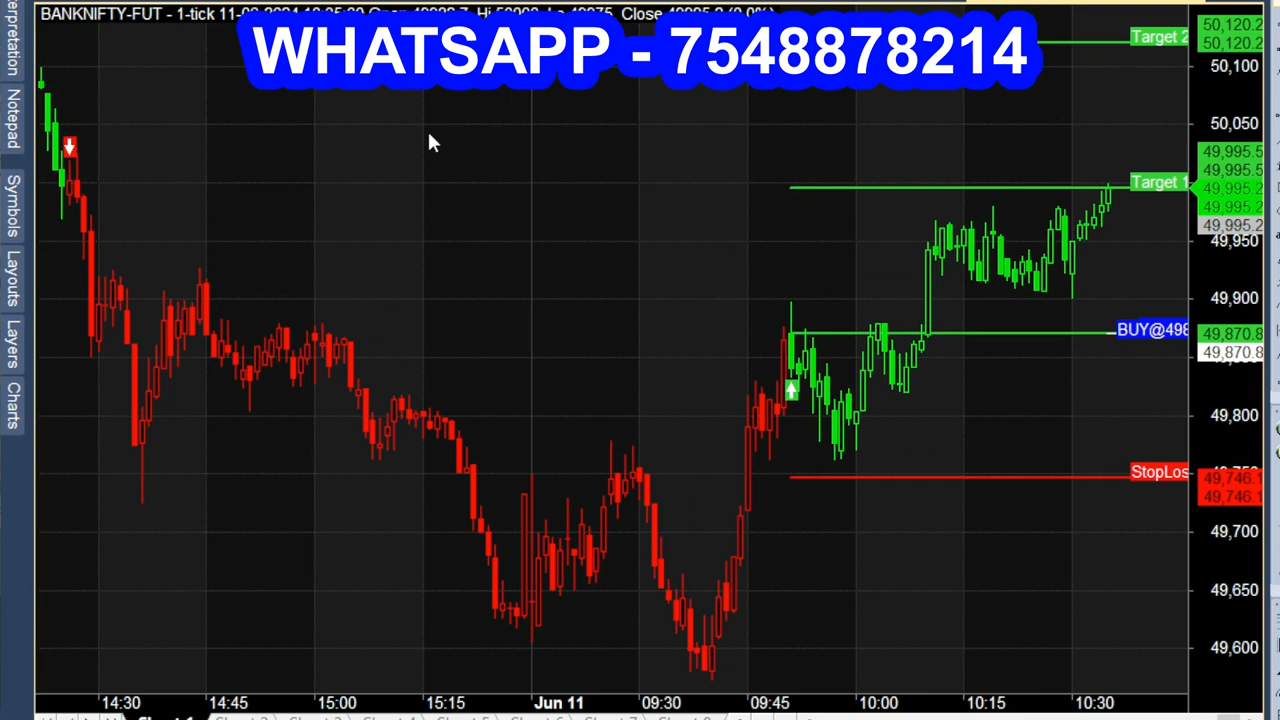 BANKNIFTY-FUT - 1-tick
Close
WHATSAPP - 7548878214
Notepad
Symbols
Layouts
Layers
Charts
Target 2
50,120.2
50,120.2
50,100
50,050
49,995.5
49,995.5
Target 1
49,995.2
49,995.2
49,995.2
49,950
49,900
BUY@498
49,870.8
49,870.8
49,800
StopLos
49,746.1
49,746.1
49,700
49,650
49,600
14:30 14:45 15:00 15:15 Jun 11 09:30 09:45 10:00 10:15 10:30